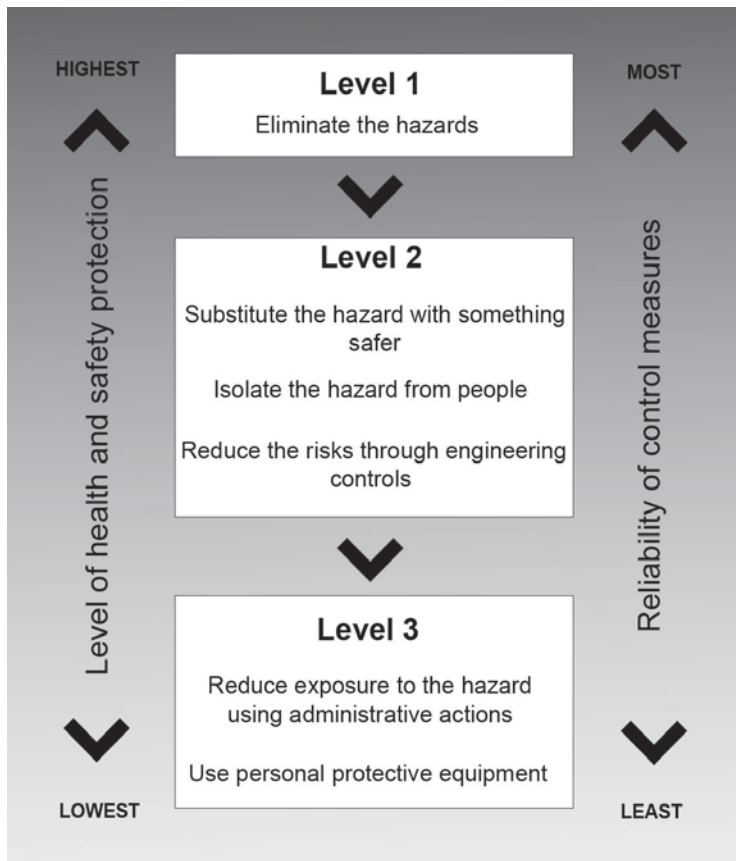 HIGHEST
Level 1
Eliminate the hazards
MOST
Level of health and safety protection
Level 2
Substitute the hazard with something
safer
Isolate the hazard from people
Reduce the risks through engineering
controls
Reliability of control measures
Level 3
Reduce exposure to the hazard
using administrative actions
Use personal protective equipment
LOWEST
LEAST